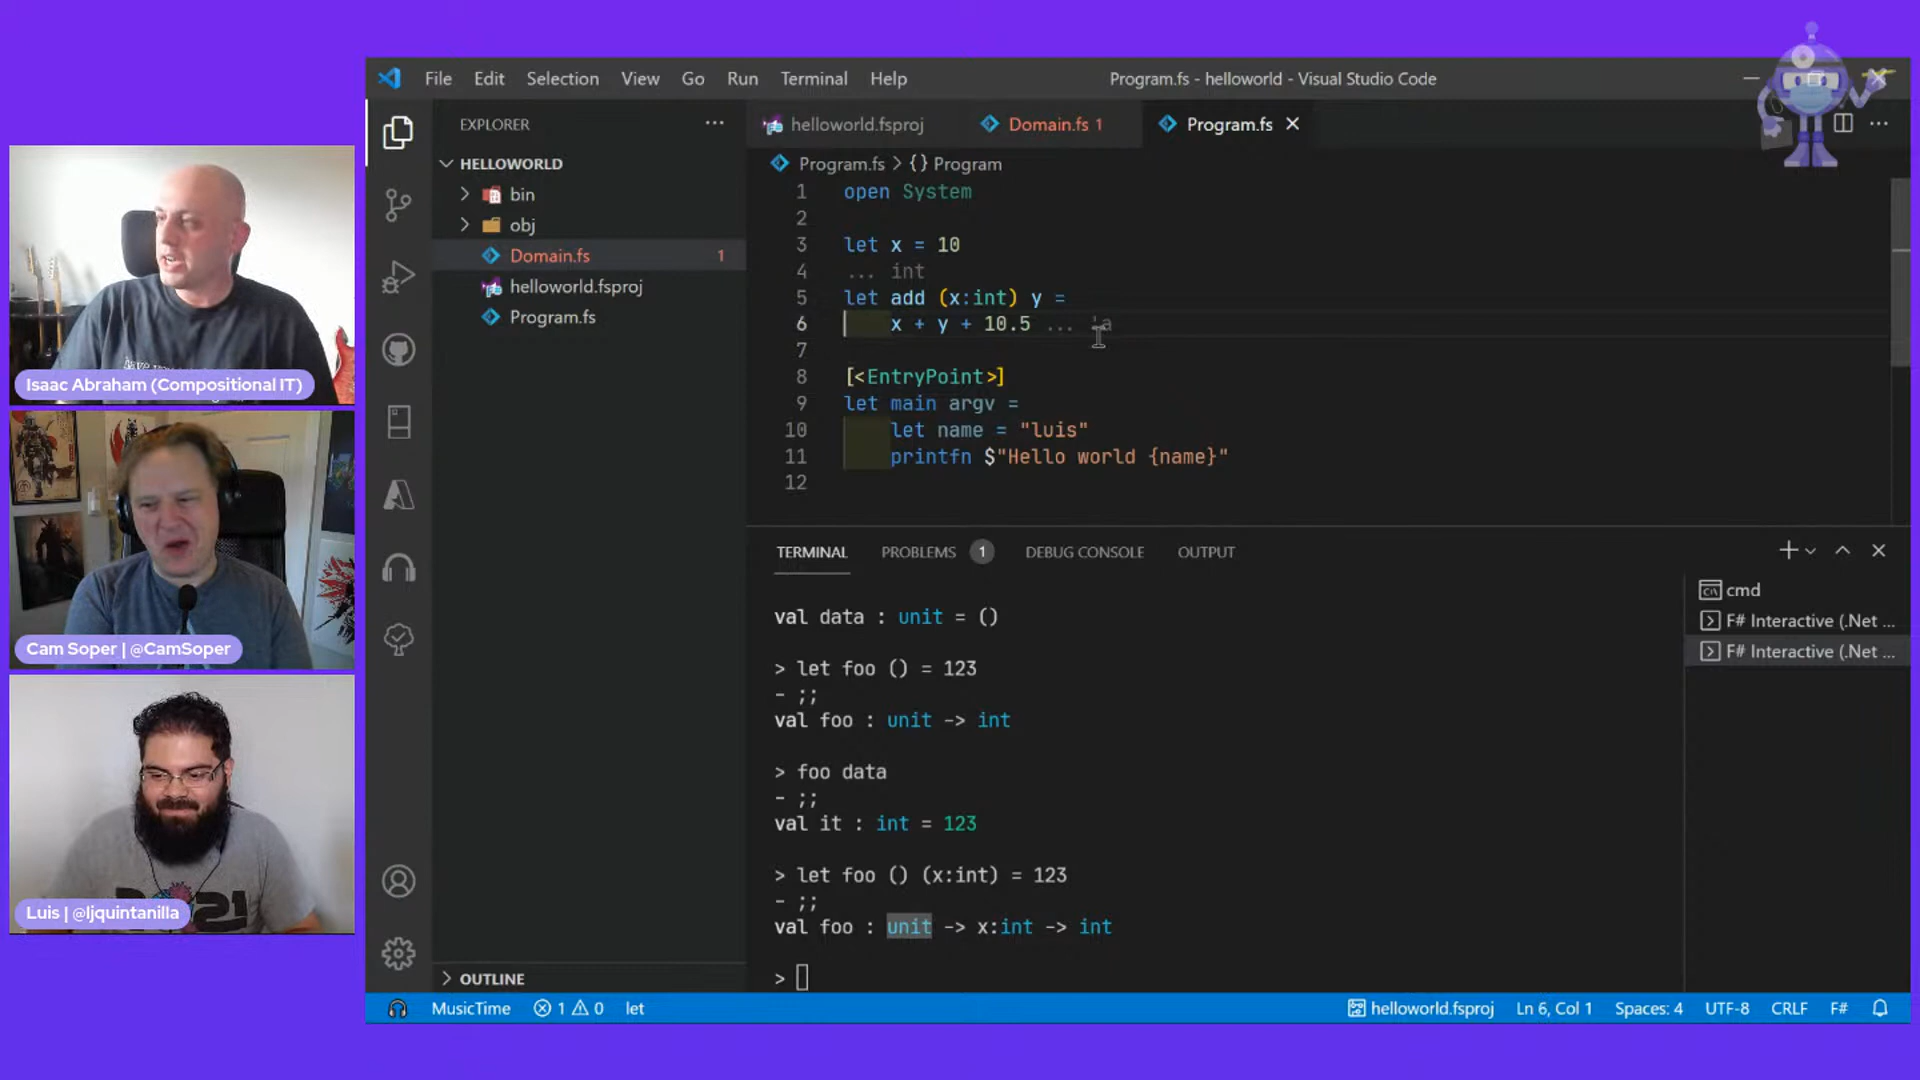 File Edit Selection View Go Run Terminal Help
Program.fs - helloworld - Visual Studio Code
EXPLORER
HELLOWORLD
bin
obj
Domain.fs 1
helloworld.fsproj
Program.fs
OUTLINE
helloworld.fsproj
Domain.fs 1
Program.fs
Program.fs > {} Program
1 open System
2
3 let x = 10
4 ... int
5 let add (x:int) y =
6 x + y + 10.5 ... 'a
7
8 [<EntryPoint>]
9 let main argv =
10 let name = "luis"
11 printfn $"Hello world {name}"
12
TERMINAL PROBLEMS 1 DEBUG CONSOLE OUTPUT
val data : unit = ()
> let foo () = 123
- ;;
val foo : unit -> int
> foo data
- ;;
val it : int = 123
> let foo () (x:int) = 123
- ;;
val foo : unit -> x:int -> int
>
cmd
F# Interactive (.Net ...
F# Interactive (.Net ...
MusicTime 1 0 let
helloworld.fsproj Ln 6, Col 1 Spaces: 4 UTF-8 CRLF F#
Isaac Abraham (Compositional IT)
Cam Soper | @CamSoper
2021
Luis | @ljquintanilla